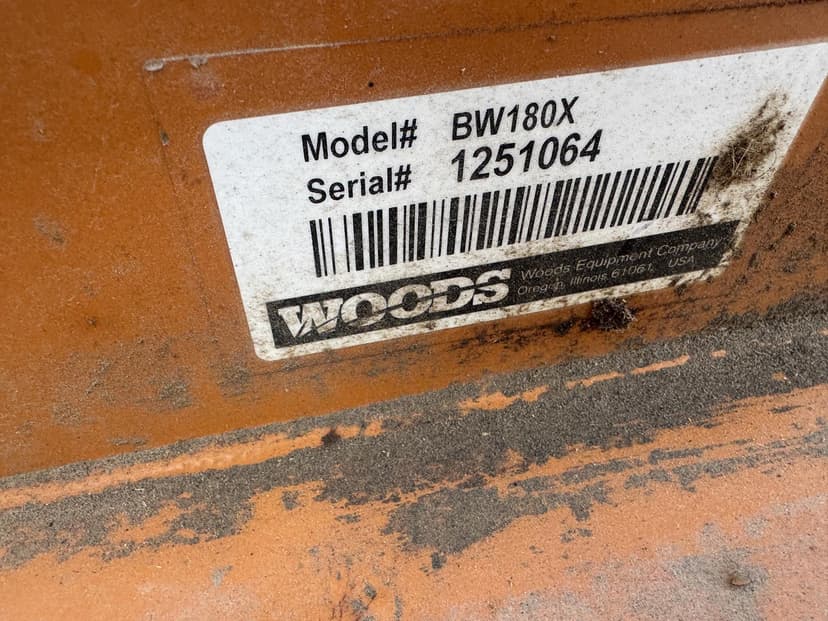 Model# BW180X
Serial# 1251064
WOODS
Woods Equipment Company
Oregon, Illinois 61061, USA